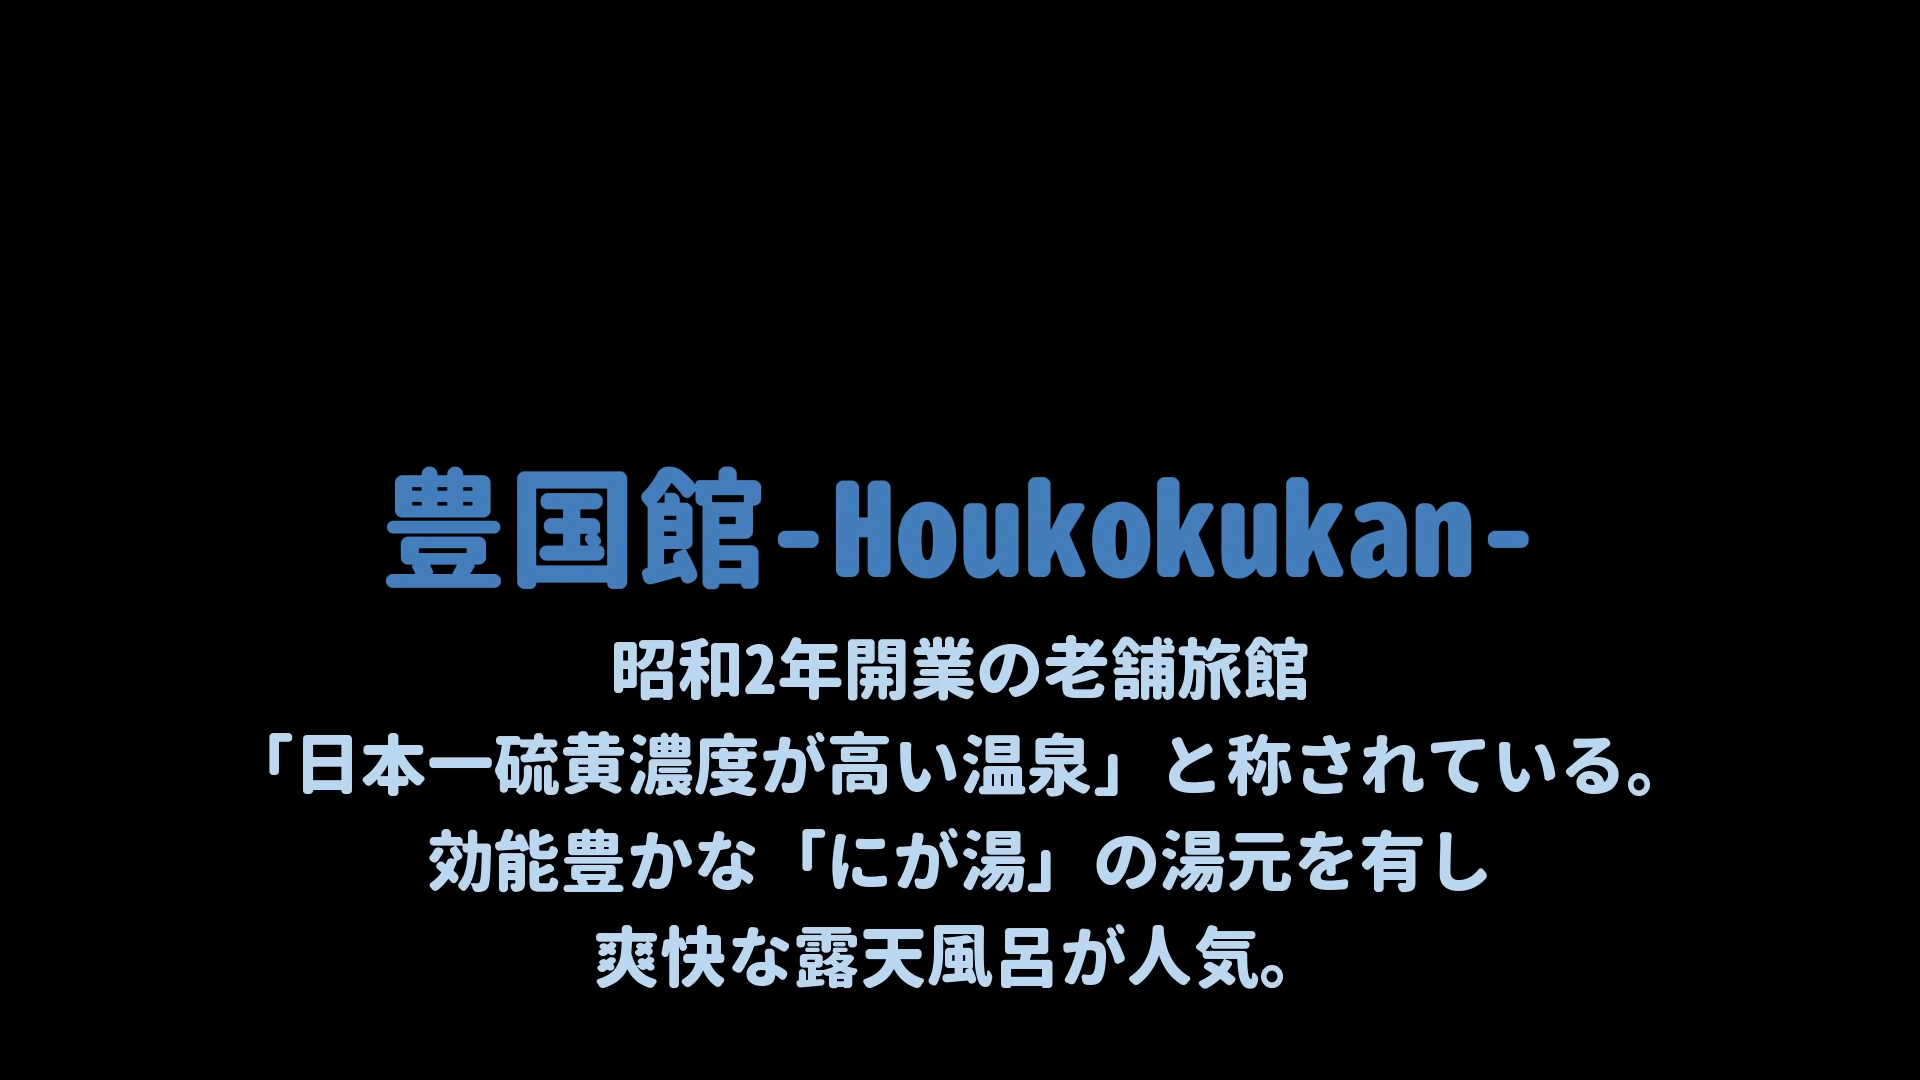 豊国館-Houkokukan-
昭和2年開業の老舗旅館
「日本一硫黄濃度が高い温泉」と称されている。
効能豊かな「にが湯」の湯元を有し
爽快な露天風呂が人気。